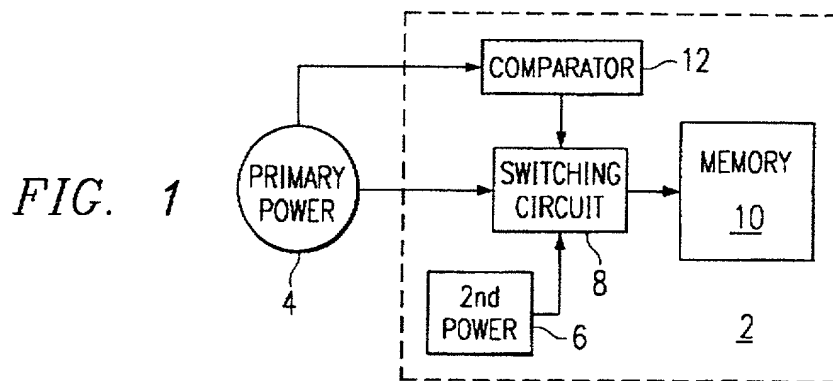 FIG. 1
PRIMARY
POWER
4
COMPARATOR
12
SWITCHING
CIRCUIT
8
MEMORY
10
2nd
POWER
6
2